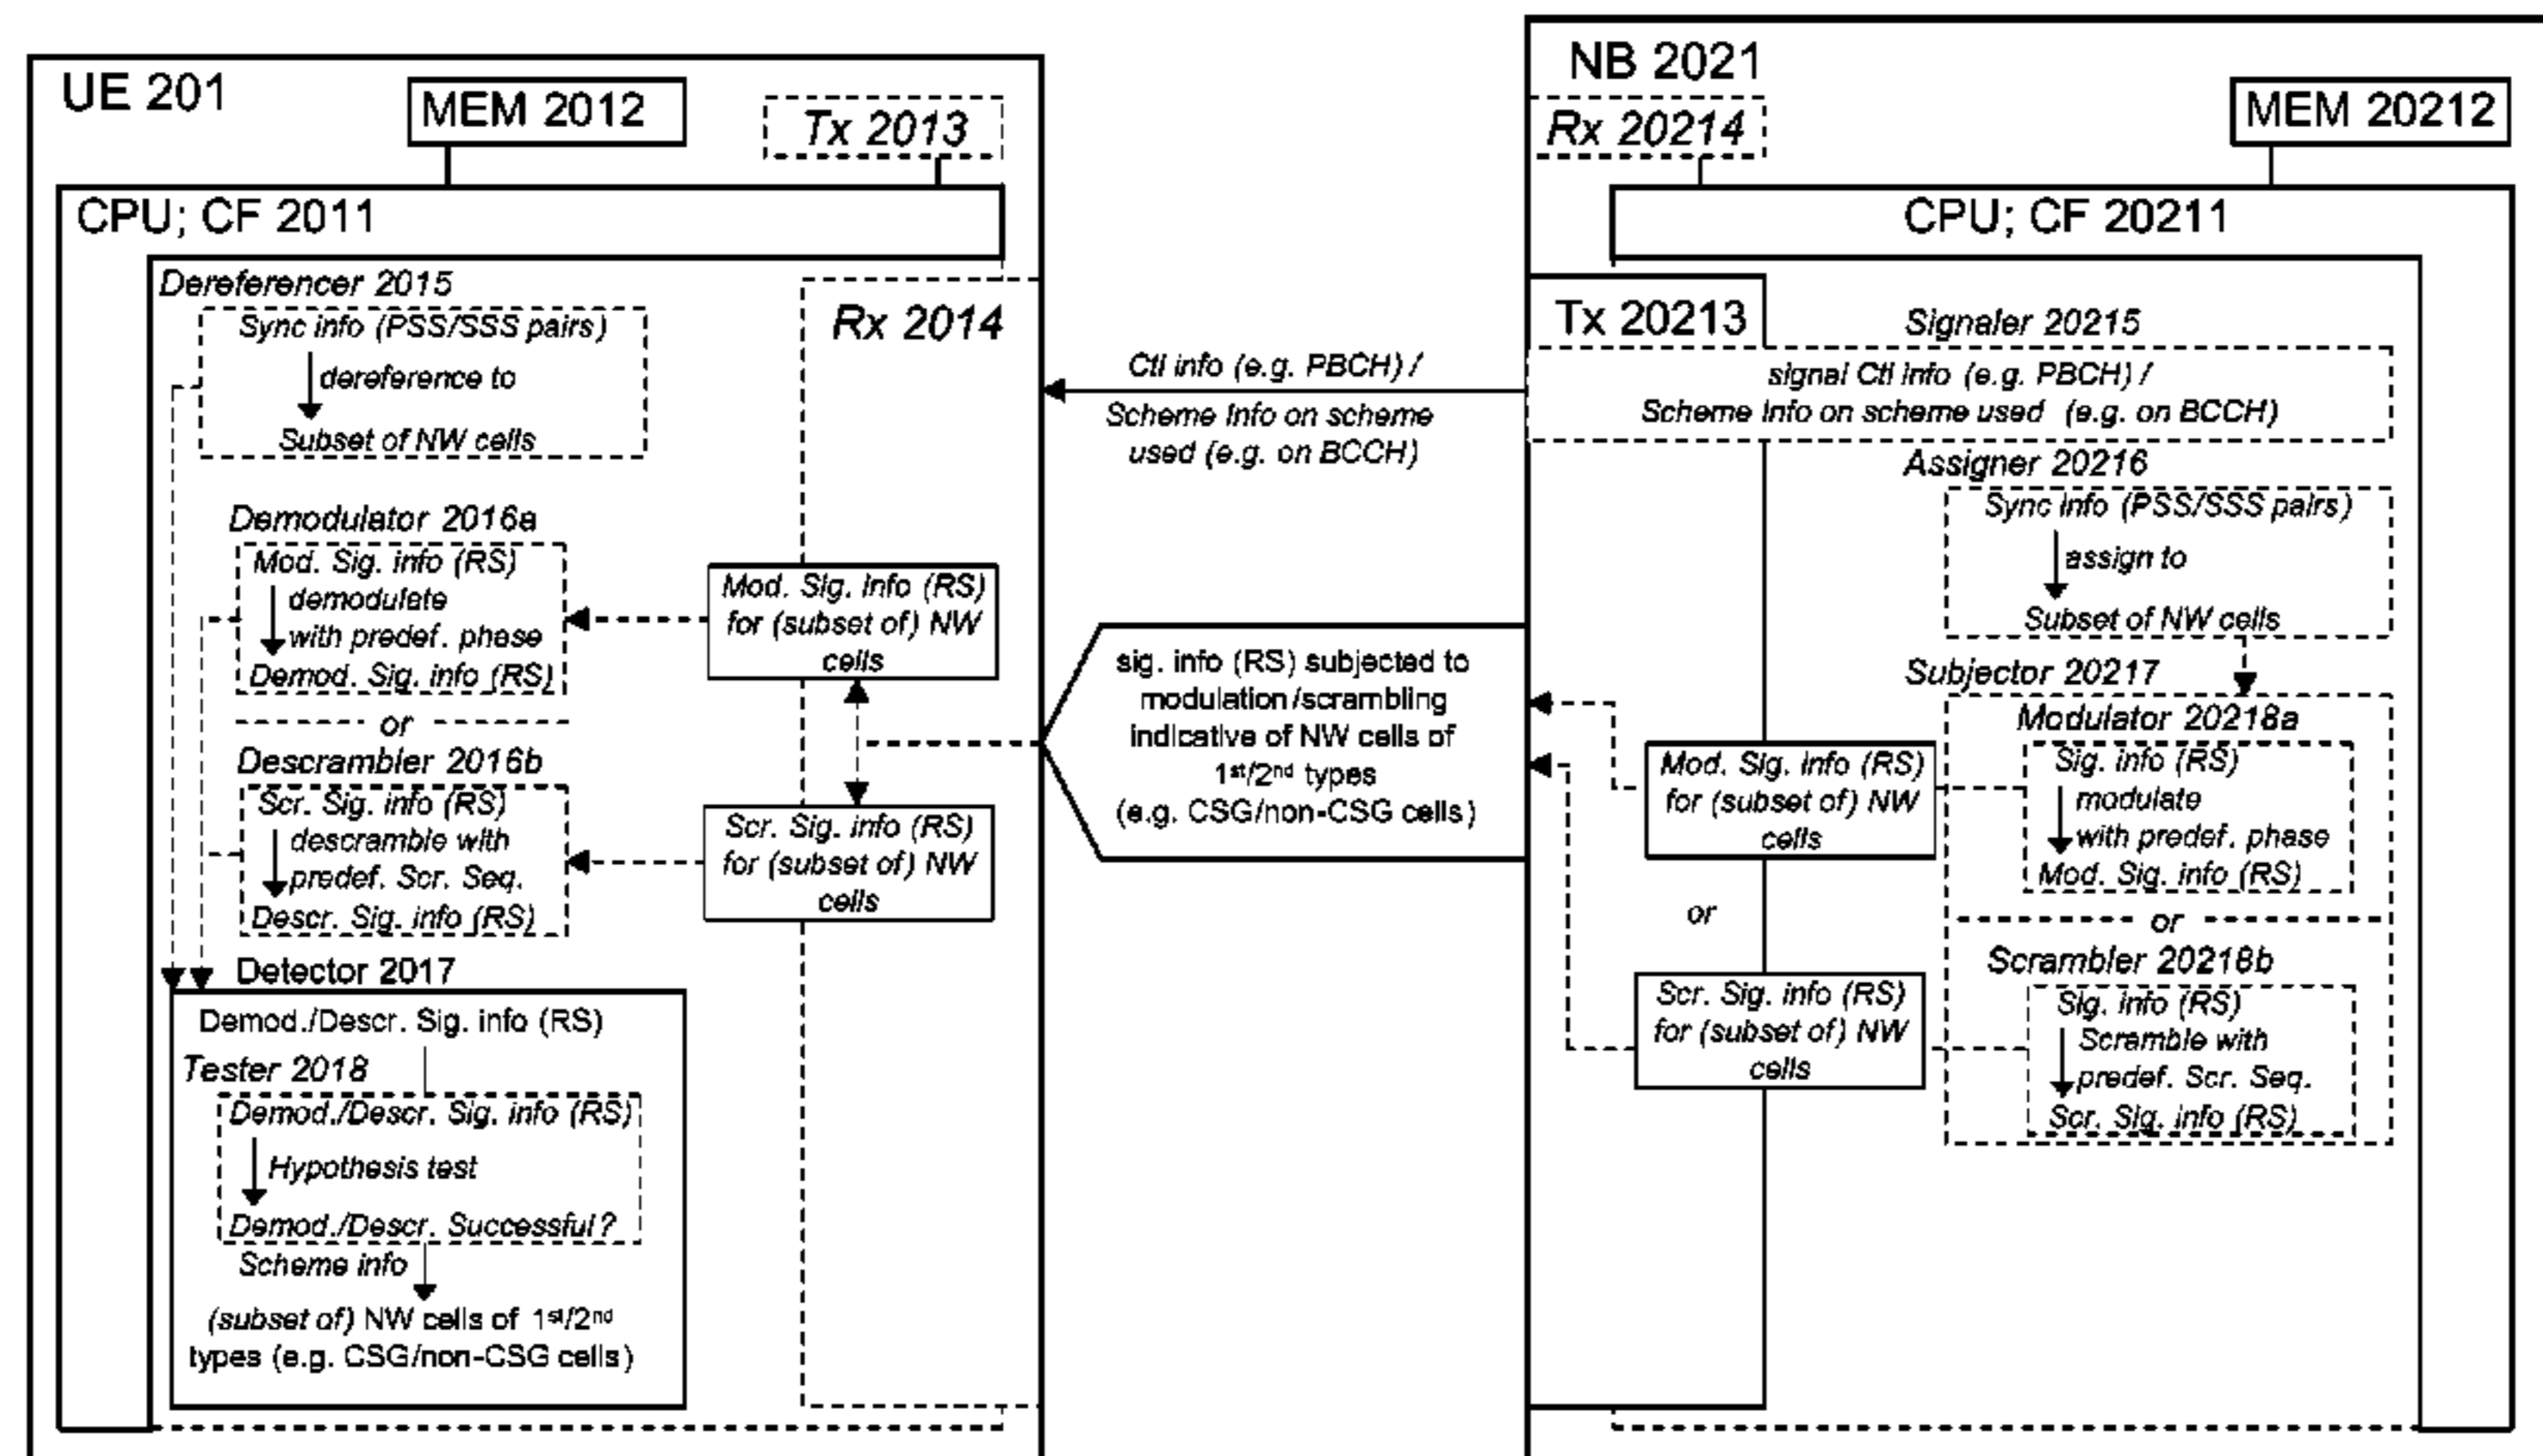 UE 201
MEM 2012
Tx 2013
CPU; CF 2011
Dereferencer 2015
Sync info (PSS/SSS pairs)
dereference to
Subset of NW cells
Rx 2014
Demodulator 2016a
Mod. Sig. info (RS)
demodulate
with predef. phase
Demod. Sig. info (RS)
or
Descrambler 2016b
Scr. Sig. info (RS)
descramble with
predef. Scr. Seq.
Descr. Sig. info (RS)
Mod. Sig. info (RS)
for (subset of) NW
cells
Scr. Sig. info (RS)
for (subset of) NW
cells
Detector 2017
Demod./Descr. Sig. info (RS)
Tester 2018
Demod./Descr. Sig. info (RS)
Hypothesis test
Demod./Descr. Successful?
Scheme info
(subset of) NW cells of 1st/2nd
types (e.g. CSG/non-CSG cells)
Ctl info (e.g. PBCH) /
Scheme Info on scheme
used (e.g. on BCCH)
sig. info (RS) subjected to
modulation/scrambling
indicative of NW cells of
1st/2nd types
(e.g. CSG/non-CSG cells)
NB 2021
Rx 20214
MEM 20212
CPU; CF 20211
Tx 20213
Signaler 20215
signal Ctl info (e.g. PBCH) /
Scheme Info on scheme used (e.g. on BCCH)
Assigner 20216
Sync info (PSS/SSS pairs)
assign to
Subset of NW cells
Subjector 20217
Modulator 20218a
Sig. info (RS)
modulate
with predef. phase
Mod. Sig. info (RS)
or
Scrambler 20218b
Sig. info (RS)
Scramble with
predef. Scr. Seq.
Scr. Sig. info (RS)
Mod. Sig. info (RS)
for (subset of) NW
cells
or
Scr. Sig. info (RS)
for (subset of) NW
cells